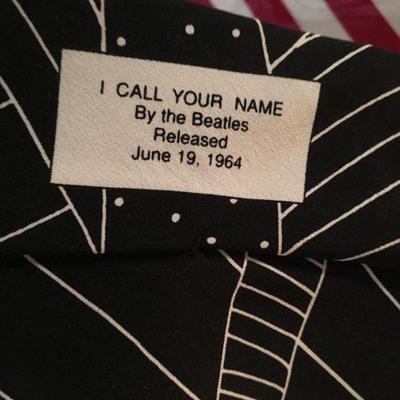 I CALL YOUR NAME
By the Beatles
Released
June 19, 1964